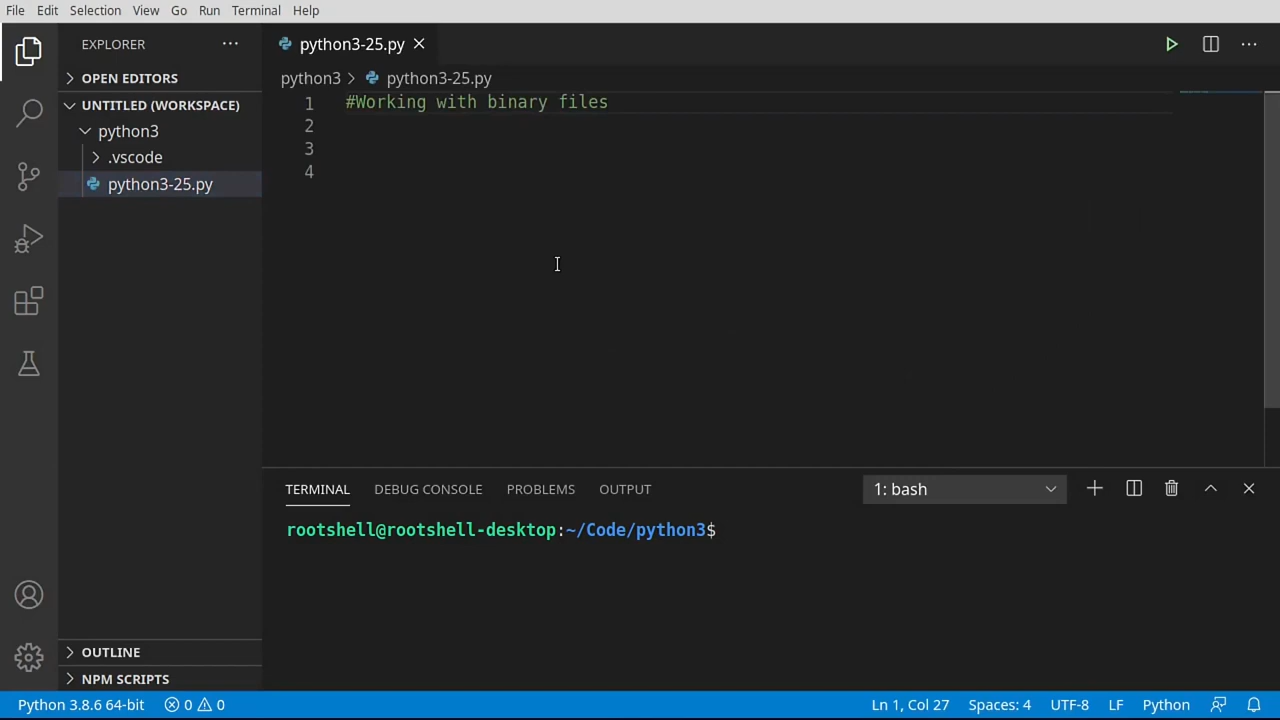 File Edit Selection View Go Run Terminal Help
EXPLORER
python3-25.py
OPEN EDITORS
python3 > python3-25.py
UNTITLED (WORKSPACE)
1 #Working with binary files
2
python3
3
.vscode
4
python3-25.py
TERMINAL DEBUG CONSOLE PROBLEMS OUTPUT 1: bash
rootshell@rootshell-desktop:~/Code/python3$
OUTLINE
NPM SCRIPTS
Python 3.8.6 64-bit 0 0 Ln 1, Col 27 Spaces: 4 UTF-8 LF Python